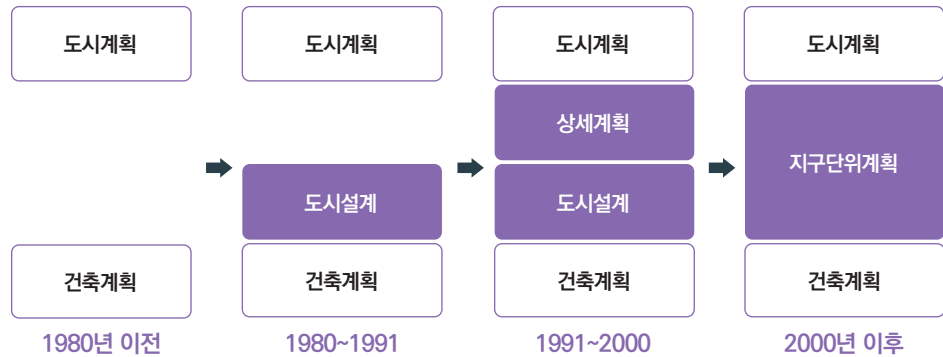 도시계획
도시계획
도시계획
도시계획
상세계획
지구단위계획
도시설계
도시설계
건축계획
건축계획
건축계획
건축계획
1980년 이전
1980~1991
1991~2000
2000년 이후